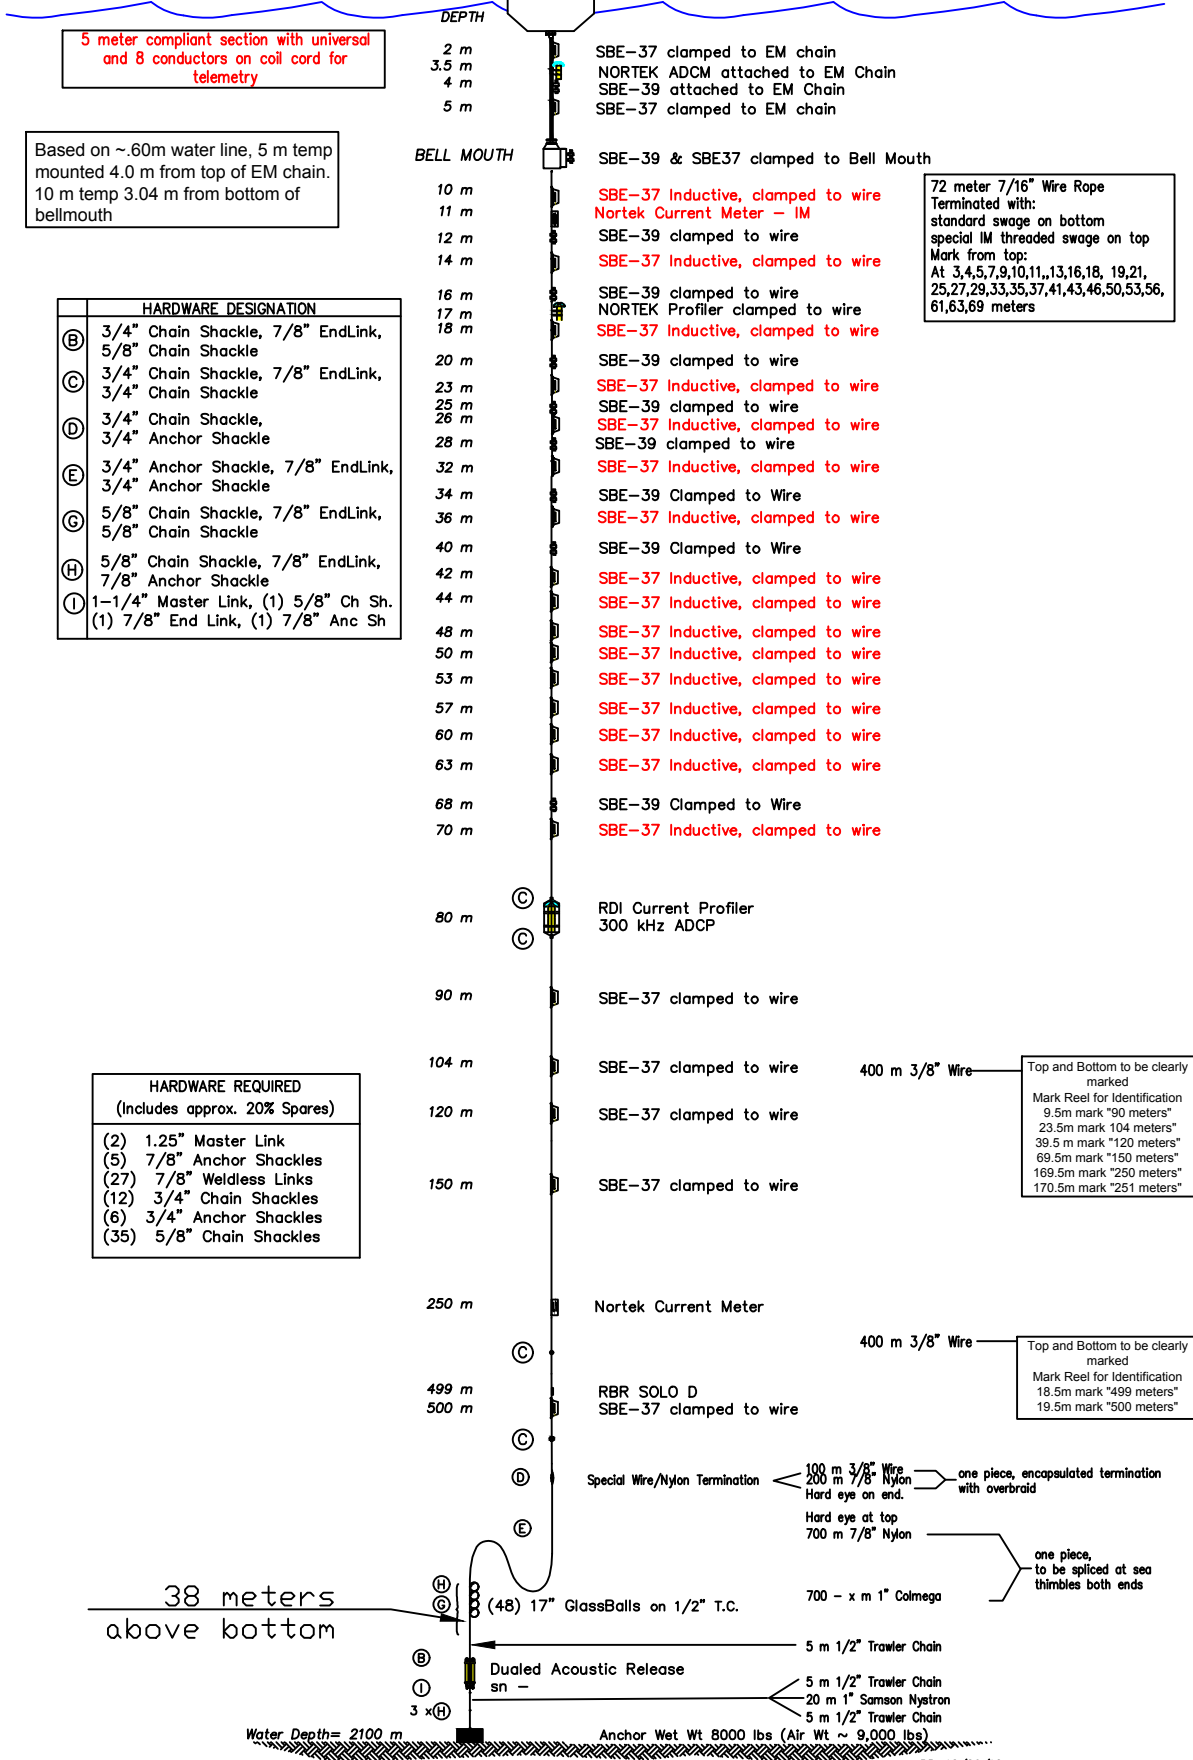 DEPTH
5 meter compliant section with universal
and 8 conductors on coil cord for
telemetry
2 m SBE-37 clamped to EM chain
3.5 m NORTEK ADCM attached to EM Chain
4 m SBE-39 attached to EM Chain
5 m SBE-37 clamped to EM chain
Based on ~.60m water line, 5 m temp
mounted 4.0 m from top of EM chain.
10 m temp 3.04 m from bottom of
bellmouth
BELL MOUTH SBE-39 & SBE37 clamped to Bell Mouth
72 meter 7/16" Wire Rope
Terminated with:
standard swage on bottom
special IM threaded swage on top
Mark from top:
At 3,4,5,7,9,10,11,,13,16,18, 19,21,
25,27,29,33,35,37,41,43,46,50,53,56,
61,63,69 meters
10 m SBE-37 Inductive, clamped to wire
11 m Nortek Current Meter - IM
12 m SBE-39 clamped to wire
14 m SBE-37 Inductive, clamped to wire
16 m SBE-39 clamped to wire
17 m NORTEK Profiler clamped to wire
18 m SBE-37 Inductive, clamped to wire
20 m SBE-39 clamped to wire
23 m SBE-37 Inductive, clamped to wire
25 m SBE-39 clamped to wire
26 m SBE-37 Inductive, clamped to wire
28 m SBE-39 clamped to wire
32 m SBE-37 Inductive, clamped to wire
34 m SBE-39 Clamped to Wire
36 m SBE-37 Inductive, clamped to wire
40 m SBE-39 Clamped to Wire
42 m SBE-37 Inductive, clamped to wire
44 m SBE-37 Inductive, clamped to wire
48 m SBE-37 Inductive, clamped to wire
50 m SBE-37 Inductive, clamped to wire
53 m SBE-37 Inductive, clamped to wire
57 m SBE-37 Inductive, clamped to wire
60 m SBE-37 Inductive, clamped to wire
63 m SBE-37 Inductive, clamped to wire
68 m SBE-39 Clamped to Wire
70 m SBE-37 Inductive, clamped to wire
HARDWARE DESIGNATION
B 3/4" Chain Shackle, 7/8" EndLink,
5/8" Chain Shackle
C 3/4" Chain Shackle, 7/8" EndLink,
3/4" Chain Shackle
D 3/4" Chain Shackle,
3/4" Anchor Shackle
E 3/4" Anchor Shackle, 7/8" EndLink,
3/4" Anchor Shackle
G 5/8" Chain Shackle, 7/8" EndLink,
5/8" Chain Shackle
H 5/8" Chain Shackle, 7/8" EndLink,
7/8" Anchor Shackle
I 1-1/4" Master Link, (1) 5/8" Ch Sh.
(1) 7/8" End Link, (1) 7/8" Anc Sh
C
80 m RDI Current Profiler
300 kHz ADCP
C
90 m SBE-37 clamped to wire
104 m SBE-37 clamped to wire
120 m SBE-37 clamped to wire
150 m SBE-37 clamped to wire
400 m 3/8" Wire
Top and Bottom to be clearly
marked
Mark Reel for Identification
9.5m mark "90 meters"
23.5m mark 104 meters"
39.5 m mark "120 meters"
69.5m mark "150 meters"
169.5m mark "250 meters"
170.5m mark "251 meters"
HARDWARE REQUIRED
(Includes approx. 20% Spares)
(2) 1.25" Master Link
(5) 7/8" Anchor Shackles
(27) 7/8" Weldless Links
(12) 3/4" Chain Shackles
(6) 3/4" Anchor Shackles
(35) 5/8" Chain Shackles
250 m Nortek Current Meter
C
400 m 3/8" Wire
Top and Bottom to be clearly
marked
Mark Reel for Identification
18.5m mark "499 meters"
19.5m mark "500 meters"
499 m RBR SOLO D
500 m SBE-37 clamped to wire
C
D Special Wire/Nylon Termination
100 m 3/8" Wire
200 m 7/8" Nylon
Hard eye on end.
one piece, encapsulated termination
with overbraid
E
Hard eye at top
700 m 7/8" Nylon
one piece,
to be spliced at sea
thimbles both ends
700 - x m 1" Colmega
H
G (48) 17" GlassBalls on 1/2" T.C.
38 meters
above bottom
5 m 1/2" Trawler Chain
B
Dualed Acoustic Release
sn -
I
5 m 1/2" Trawler Chain
20 m 1" Samson Nystron
5 m 1/2" Trawler Chain
3 x H
Water Depth= 2100 m Anchor Wet Wt 8000 lbs (Air Wt ~ 9,000 lbs)